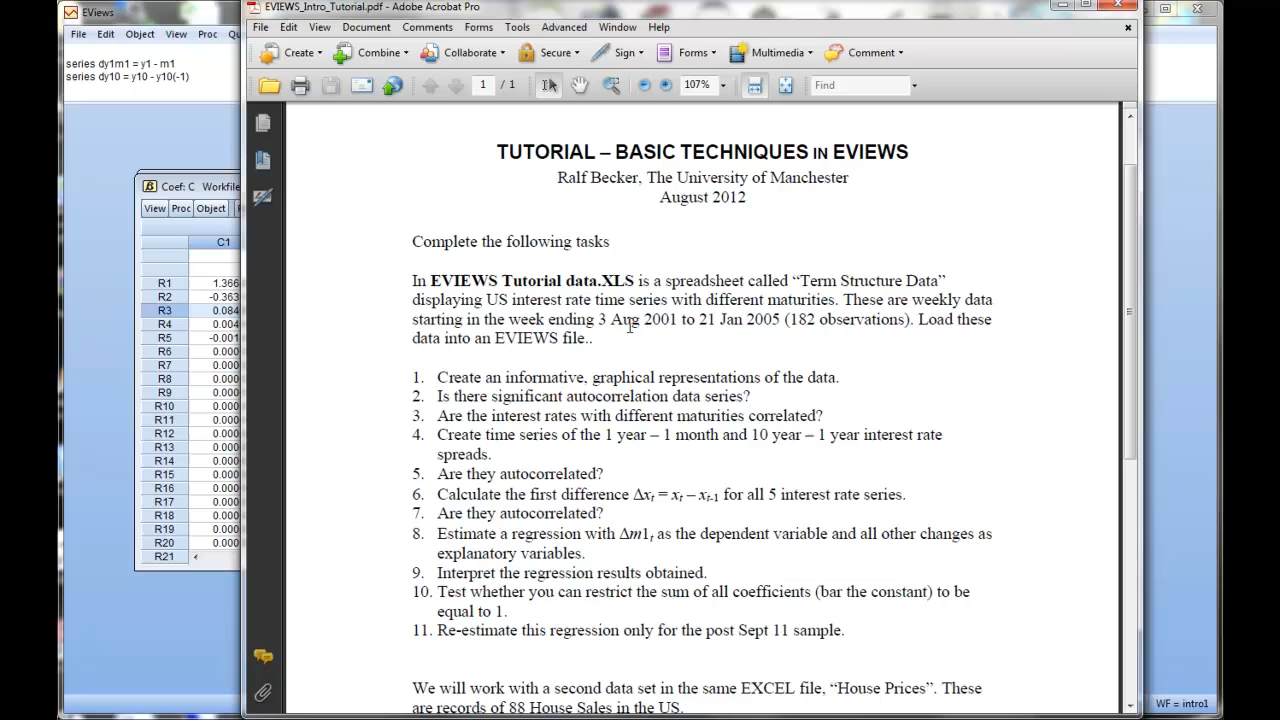 EViews
File Edit Object View Proc
series dy1m1 = y1 - m1
series dy10 = y10 - y10(-1)
Coef: C Workfile
View Proc Object
C1
R1 1.366
R2 -0.363
R3 0.084
R4 0.004
R5 -0.001
R6 0.000
R7 0.000
R8 0.000
R9 0.000
R10 0.000
R11 0.000
R12 0.000
R13 0.000
R14 0.000
R15 0.000
R16 0.000
R17 0.000
R18 0.000
R19 0.000
R20 0.000
R21
EVIEWS_Intro_Tutorial.pdf - Adobe Acrobat Pro
File Edit View Document Comments Forms Tools Advanced Window Help
Create Combine Collaborate Secure Sign Forms Multimedia Comment
1 / 1 107% Find
TUTORIAL – BASIC TECHNIQUES IN EVIEWS
Ralf Becker, The University of Manchester
August 2012
Complete the following tasks
In EVIEWS Tutorial data.XLS is a spreadsheet called “Term Structure Data”
displaying US interest rate time series with different maturities. These are weekly data
starting in the week ending 3 Aug 2001 to 21 Jan 2005 (182 observations). Load these
data into an EVIEWS file..
1. Create an informative, graphical representations of the data.
2. Is there significant autocorrelation data series?
3. Are the interest rates with different maturities correlated?
4. Create time series of the 1 year – 1 month and 10 year – 1 year interest rate
spreads.
5. Are they autocorrelated?
6. Calculate the first difference Δxt = xt – xt-1 for all 5 interest rate series.
7. Are they autocorrelated?
8. Estimate a regression with Δm1t as the dependent variable and all other changes as
explanatory variables.
9. Interpret the regression results obtained.
10. Test whether you can restrict the sum of all coefficients (bar the constant) to be
equal to 1.
11. Re-estimate this regression only for the post Sept 11 sample.
We will work with a second data set in the same EXCEL file, “House Prices”. These
are records of 88 House Sales in the US.
WF = intro1